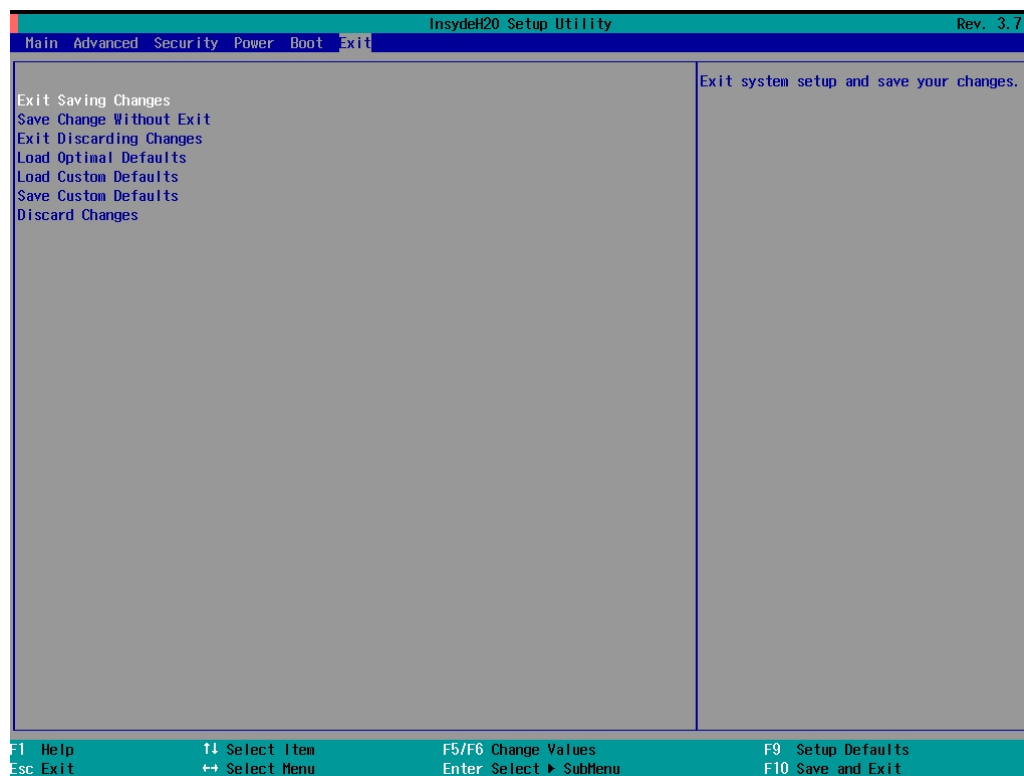 InsydeH20 Setup Utility Rev. 3.7
Main Advanced Security Power Boot Exit
Exit Saving Changes
Save Change Without Exit
Exit Discarding Changes
Load Optimal Defaults
Load Custom Defaults
Save Custom Defaults
Discard Changes
Exit system setup and save your changes.
F1 Help ↑↓ Select Item F5/F6 Change Values F9 Setup Defaults
Esc Exit ↔ Select Menu Enter Select ▶ SubMenu F10 Save and Exit